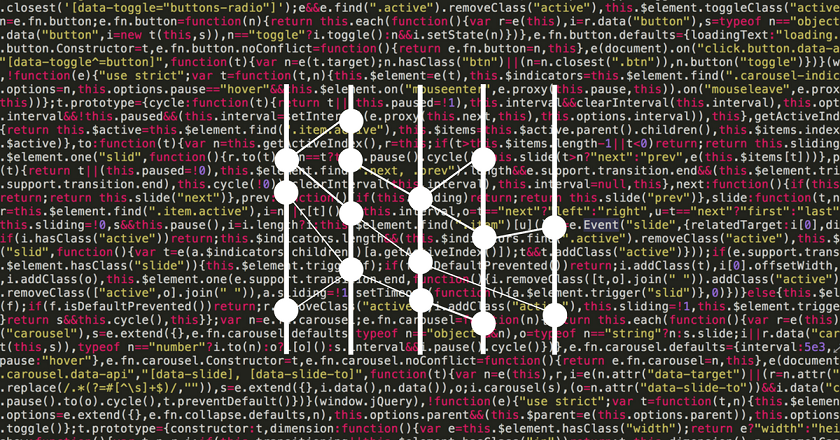 .closest('[data-toggle="buttons-radio"]');e&&e.find(".active").removeClass("active"),this.$element.toggleClass("active
e.fn.button;e.fn.button=function(n){return this.each(function(){var r=e(this),i=r.data("button"),s=typeof n=="object
.data("button",i=new t(this,s)),n=="toggle"?i.toggle():n&&i.setState(n)})},e.fn.button.defaults={loadingText:"loading.
.button.Constructor=t,e.fn.button.noConflict=function(){return e.fn.button=n,this},e(document).on("click.button.data-a
"[data-toggle^=button]",function(t){var n=e(t.target);n.hasClass("btn")||(n=n.closest(".btn")),n.button("toggle")})}(w
,!function(e){"use strict";var t=function(t,n){this.$element=e(t),this.$indicators=this.$element.find(".carousel-indic
.options=n,this.options.pause=="hover"&& this.$element.on("mouseenter",e.proxy(this.pause,this)).on("mouseleave",e.prox
this))};t.prototype={cycle:function(t){return t|| this.paused=!1),this.interval&&clearInterval(this.interval),this.opti
interval&&!this.paused&&(this.interval=setInterval(e.proxy(this.next,this),this.options.interval)),this},getActiveInd
{return this.$active=this.$element.find(".item.active"),this.$items=this.$active.parent().children(),this.$items.index
$active)},to:function(t){var n=this.getActiveIndex(),r=this;if(t>this.$items.length-1||t<0)return;return this.sliding
$element.one("slid",function(){r.to(t) n==t?this.pause().cycle() this.slide(t>n?"next":"prev",e(this.$items[t]))},pau
(t){return t||(this.paused=!0),this.$element.find(".next, .prev").length&&e.support.transition.end&&(this.$element.tri
.support.transition.end),this.cycle(!0) clearInterval(this.interval),this.interval=null,this},next:function(){if(this
return;return this.slide("next")},prev: if(this.sliding)return;return this.slide("prev")},slide:function(t,n
r=this.$element.find(".item.active"),i=n||r[t](),s=this.interval,o=t=="next"?"left":"right",u=t=="next"?"first":"last"
this.sliding=!0,s&&this.pause(),i=i.length?i:this.$element.find(".item")[u](),f=e.Event("slide",{relatedTarget:i[0],di
if(i.hasClass("active"))return;this.$indicators.length&&(this.$indicators.find(".active").removeClass("active"),this.$
("slid",function(){var t=e(a.$indicators.children()[a.getActiveIndex()]);t&&t.addClass("active")}));if(e.support.trans
.$element.hasClass("slide")){this.$element.trigger(f);if(f.isDefaultPrevented())return;i.addClass(t),i[0].offsetWidth,
i.addClass(o),this.$element.one(e.support. ,function(){i.removeClass([t,o].join(" ")).addClass("active"
.removeClass(["active",o].join(" ")),a.sliding=!1,setTimeout(function(){a.$element.trigger("slid")},0)})}else{this.$el
(f);if(f.isDefaultPrevented())return;r.removeClass("active"),i.addClass("active"),this.sliding=!1,this.$element.trigge
return s&&this.cycle(),this}};var n=e.fn.carousel;e.fn.carousel=function(n){return this.each(function(){var r=e(this),
("carousel"),s=e.extend({},e.fn.carousel.defaults,typeof n=="object"&&n),o=typeof n=="string"?n:s.slide;i||r.data("car
t(this,s)),typeof n=="number"?i.to(n):o?i[o]():s.interval&&i.pause().cycle()})},e.fn.carousel.defaults={interval:5e3,
pause:"hover"},e.fn.carousel.Constructor=t,e.fn.carousel.noConflict=function(){return e.fn.carousel=n,this},e(document
.carousel.data-api","[data-slide], [data-slide-to]",function(t){var n=e(this),r,i=e(n.attr("data-target")||(r=n.attr("
.replace(/.*(?=#[^\s]+$)/,"")),s=e.extend({},i.data(),n.data()),o;i.carousel(s),(o=n.attr("data-slide-to"))&&i.data("c
.pause().to(o).cycle(),t.preventDefault()})}(window.jQuery),!function(e){"use strict";var t=function(t,n){this.$elemen
options=e.extend({},e.fn.collapse.defaults,n),this.options.parent&&(this.$parent=e(this.options.parent)),this.options
.toggle()};t.prototype={constructor:t,dimension:function(){var e=this.$element.hasClass("width");return e?"width":"hei